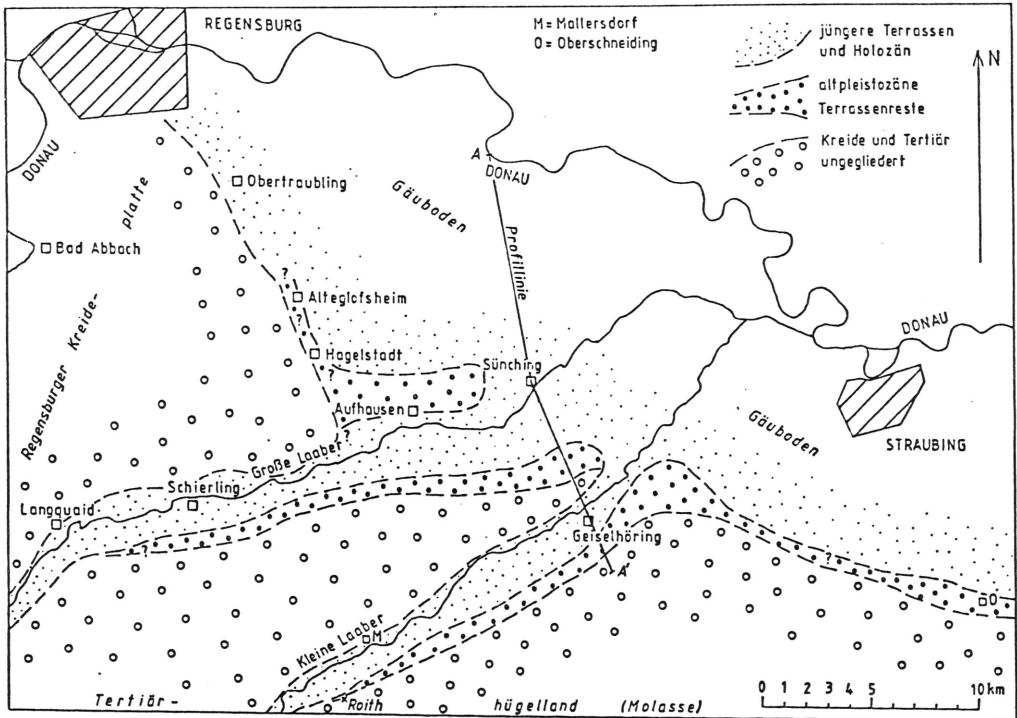 REGENSBURG
M = Mallersdorf
O = Oberschneiding
jüngere Terrassen
und Holozän
altpleistozäne
Terrassenreste
Kreide und Tertiär
ungegliedert
N
DONAU
A
DONAU
Obertraubling
Gäuboden
platte
Bad Abbach
Profillinie
?
Alteglofsheim
?
Hagelstadt
?
Sünching
DONAU
Aufhausen
?
Regensburger Kreide-
Gäuboden
STRAUBING
Große Laaber
Schierling
Langquaid
Geiselhöring
?
?
A'
O
Kleine Laaber
M
Roith
Tertiär-
hügelland (Molasse)
0 1 2 3 4 5 10 km